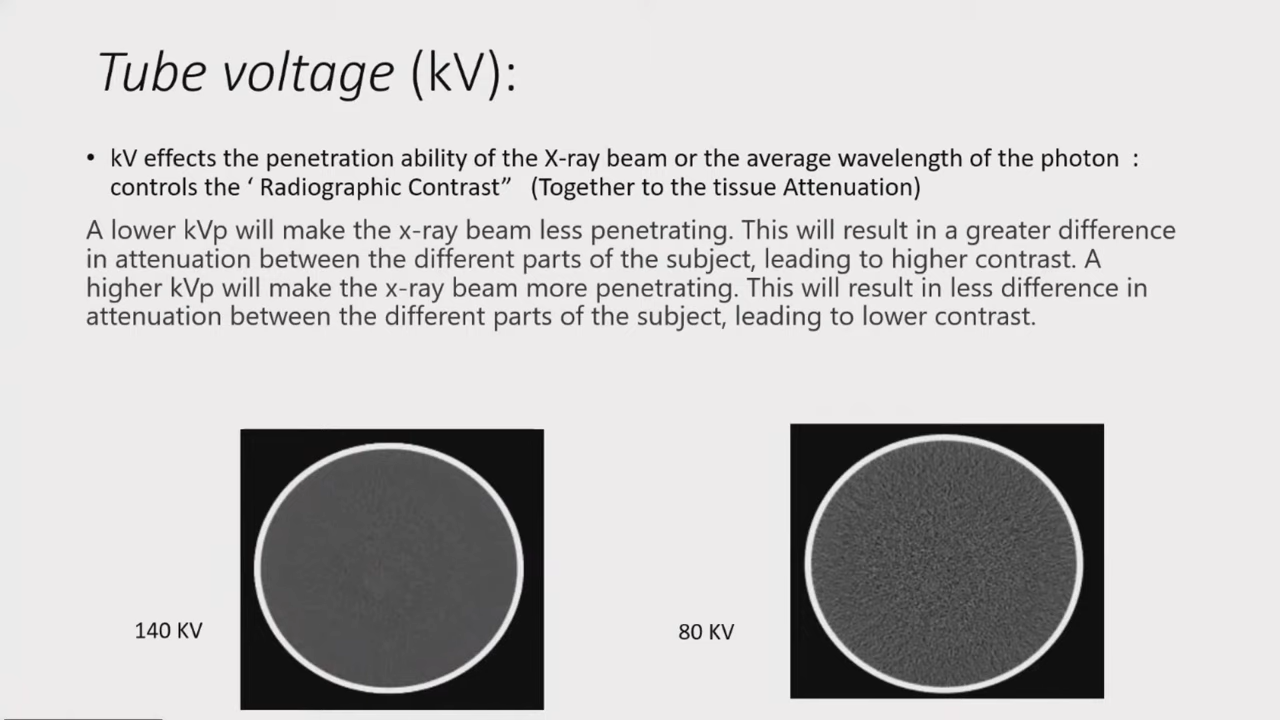 Tube voltage (kV):
• kV effects the penetration ability of the X-ray beam or the average wavelength of the photon :
controls the ‘ Radiographic Contrast” (Together to the tissue Attenuation)
A lower kVp will make the x-ray beam less penetrating. This will result in a greater difference
in attenuation between the different parts of the subject, leading to higher contrast. A
higher kVp will make the x-ray beam more penetrating. This will result in less difference in
attenuation between the different parts of the subject, leading to lower contrast.
140 KV
80 KV